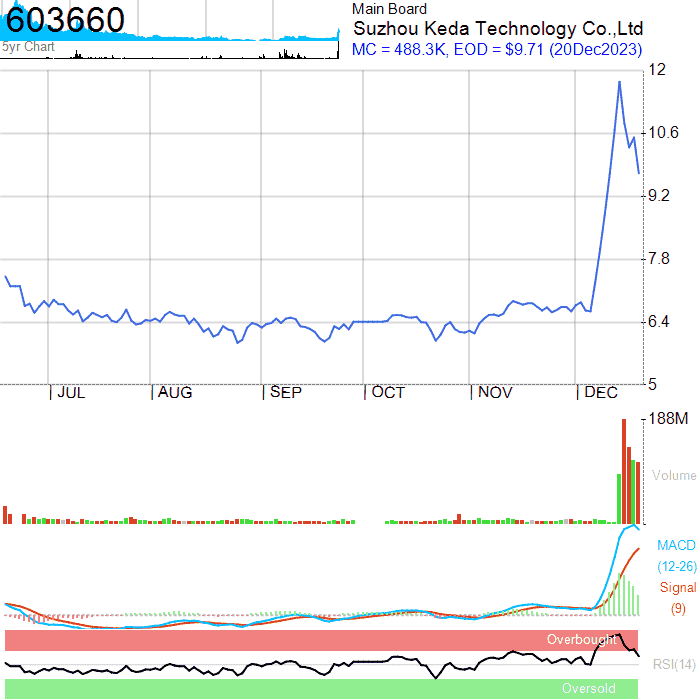 603660
5yr Chart
Main Board
Suzhou Keda Technology Co.,Ltd
MC = 488.3K, EOD = $9.71 (20Dec2023)
12
10.6
9.2
7.8
6.4
5
JUL AUG SEP OCT NOV DEC
188M
Volume
MACD
(12-26)
Signal
(9)
Overbought
RSI(14)
Oversold